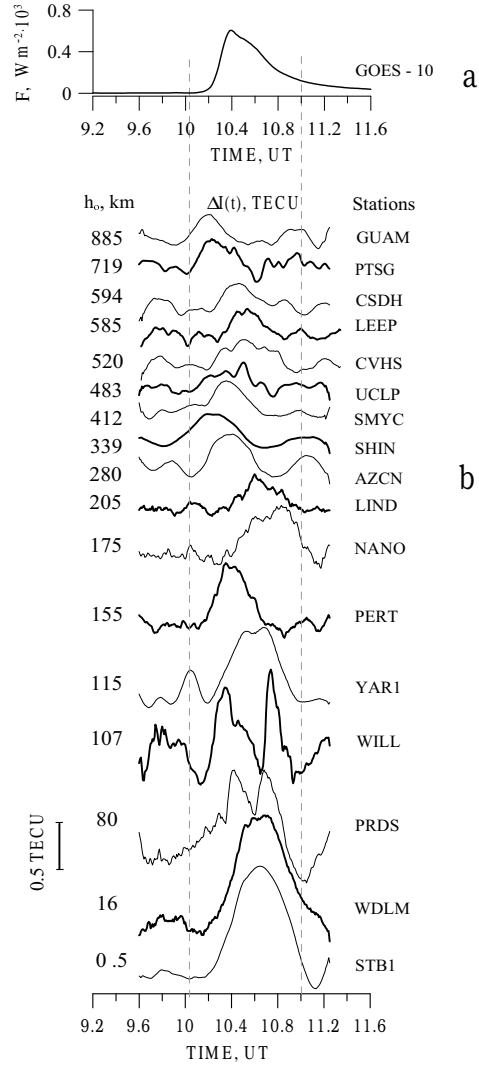 F, W m-2·10³
0.8
0.4
0
GOES - 10
a
9.2 9.6 10 10.4 10.8 11.2 11.6
TIME, UT
h₀, km ΔI(t), TECU Stations
885 GUAM
719 PTSG
594 CSDH
585 LEEP
520 CVHS
483 UCLP
412 SMYC
339 SHIN
280 AZCN
b
205 LIND
175 NANO
155 PERT
115 YAR1
107 WILL
80 PRDS
0.5 TECU
16 WDLM
0 .5 STB1
9.2 9.6 10 10.4 10.8 11.2 11.6
TIME, UT